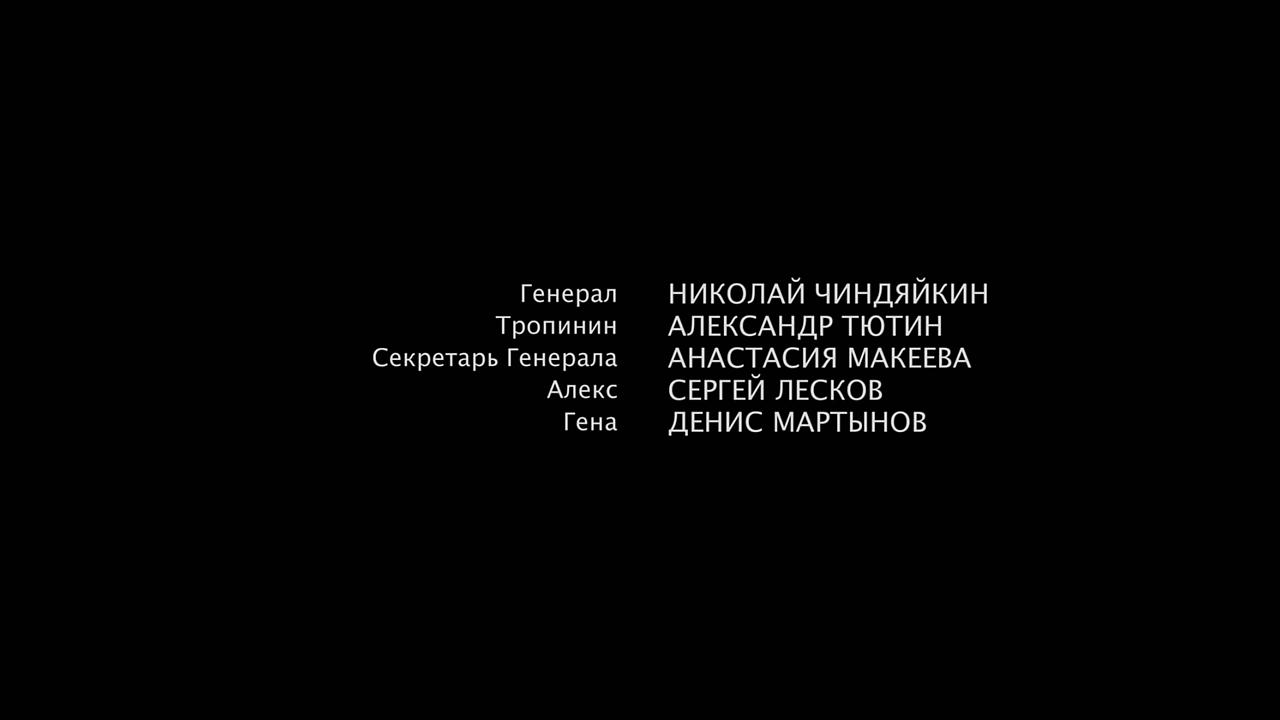 Генерал НИКОЛАЙ ЧИНДЯЙКИН
Тропинин АЛЕКСАНДР ТЮТИН
Секретарь Генерала АНАСТАСИЯ МАКЕЕВА
Алекс СЕРГЕЙ ЛЕСКОВ
Гена ДЕНИС МАРТЫНОВ